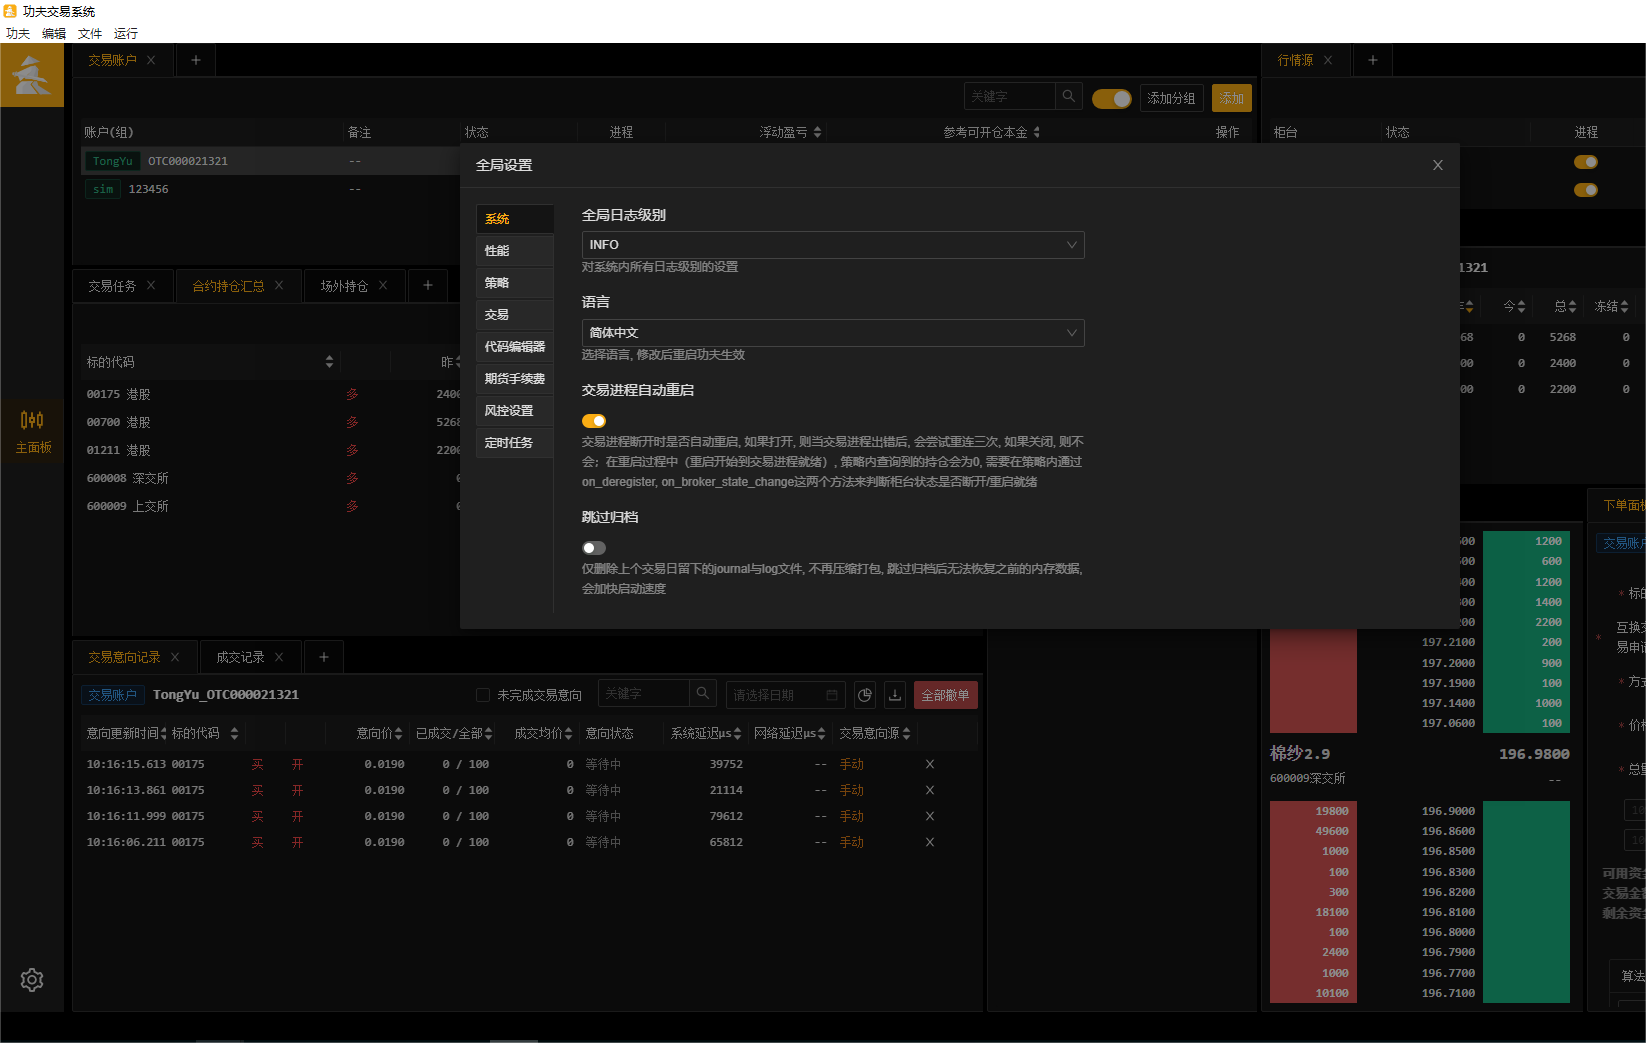 功夫交易系统
功夫 编辑 文件 运行
交易账户
行情源
关键字
添加分组
添加
账户(组) 备注 状态 进程 浮动盈亏 参考可开仓本金 操作
柜台 状态 进程
TongYu OTC000021321 --
sim 123456 --
全局设置
系统
性能
策略
交易
代码编辑器
期货手续费
风控设置
定时任务
全局日志级别
INFO
对系统内所有日志级别的设置
语言
简体中文
选择语言, 修改后重启功夫生效
交易进程自动重启
交易进程断开时是否自动重启, 如果打开, 则当交易进程出错后, 会尝试重连三次, 如果关闭, 则不
会；在重启过程中（重启开始到交易进程就绪）, 策略内查询到的持仓会为0, 需要在策略内通过
on_deregister, on_broker_state_change这两个方法来判断柜台状态是否断开/重启就绪
跳过归档
仅删除上个交易日留下的journal与log文件, 不再压缩打包, 跳过归档后无法恢复之前的内存数据,
会加快启动速度
交易任务 合约持仓汇总 场外持仓
标的代码 昨
00175 港股 多 2400
00700 港股 多 5268
01211 港股 多 2200
600008 深交所 多
600009 上交所 多
主面板
1321
今 总 冻结
68 0 5268 0
00 0 2400 0
00 0 2200 0
交易意向记录 成交记录
交易账户 TongYu_OTC000021321
未完成交易意向
关键字
请选择日期
全部撤单
意向更新时间 标的代码 意向价 已成交/全部 成交均价 意向状态 系统延迟μs 网络延迟μs 交易意向源
10:16:15.613 00175 买 开 0.0190 0 / 100 0 等待中 39752 -- 手动 X
10:16:13.861 00175 买 开 0.0190 0 / 100 0 等待中 21114 -- 手动 X
10:16:11.999 00175 买 开 0.0190 0 / 100 0 等待中 79612 -- 手动 X
10:16:06.211 00175 买 开 0.0190 0 / 100 0 等待中 65812 -- 手动 X
00 1200
00 600
00 1200
00 1400
200 2200
197.2100 200
197.2000 900
197.1900 100
197.1400 1000
197.0600 100
棉纱2.9 196.9800
600009深交所 --
19800 196.9000
49600 196.8600
1000 196.8500
100 196.8300
300 196.8200
18100 196.8100
100 196.8000
2400 196.7900
1000 196.7700
10100 196.7100
下单面
交易账户
* 标的
* 互换交
易申请
* 方式
* 价格
* 总量
可用资金
交易金额
剩余资金
算法